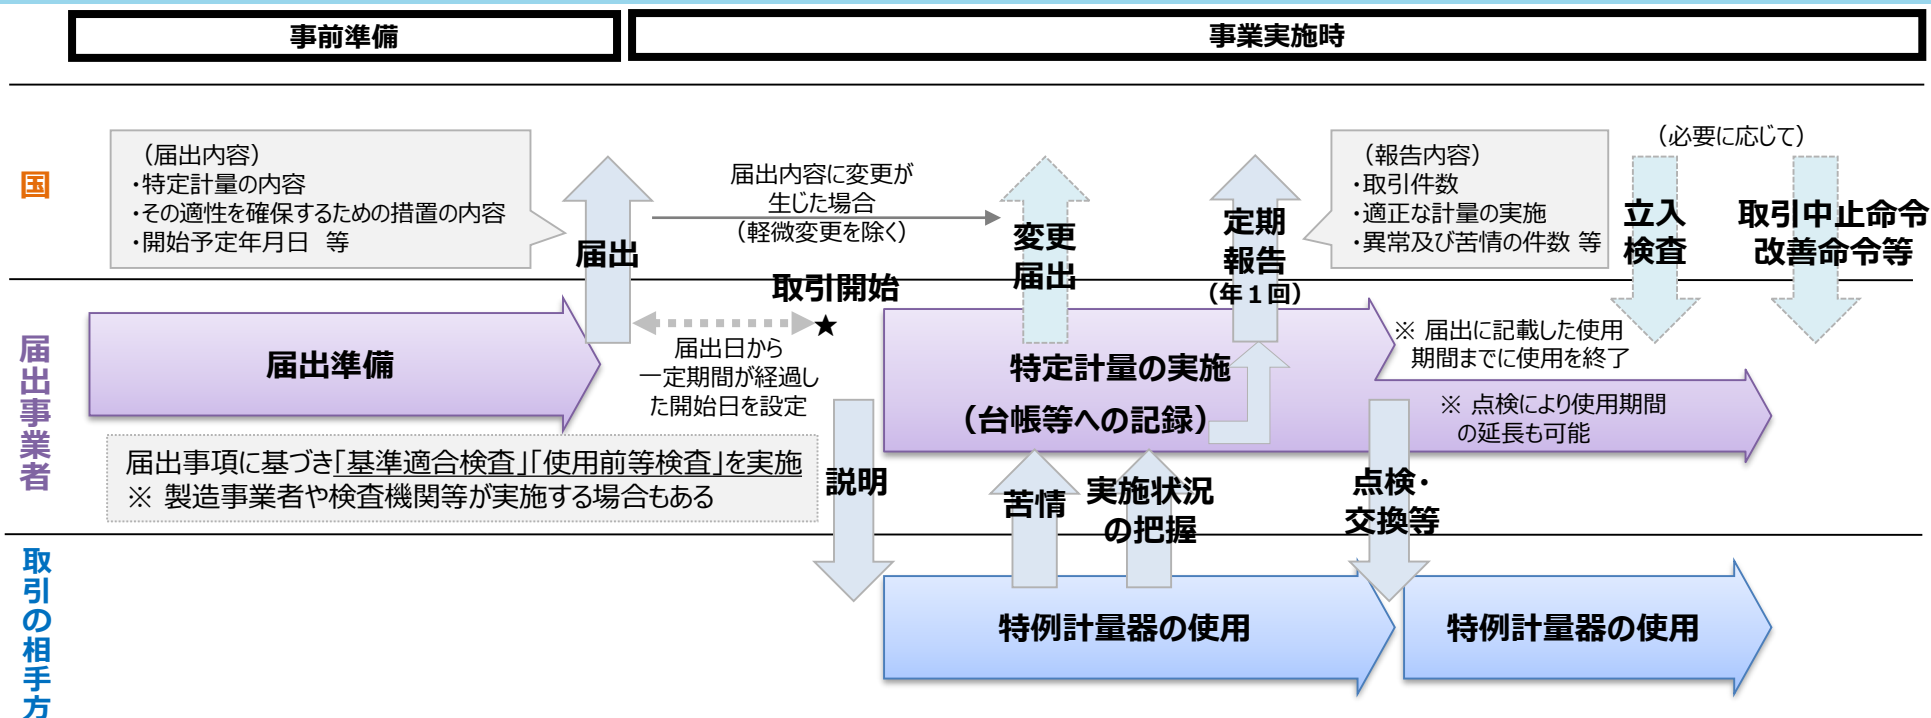 事前準備
事業実施時
国
（届出内容）
・特定計量の内容
・その適性を確保するための措置の内容
・開始予定年月日　等
届出
届出内容に変更が
生じた場合
（軽微変更を除く）
変更
届出
定期
報告
（年１回）
（報告内容）
・取引件数
・適正な計量の実施
・異常及び苦情の件数 等
（必要に応じて）
立入
検査
取引中止命令
改善命令等
届出事業者
届出準備
取引開始
★
届出日から
一定期間が経過し
た開始日を設定
特定計量の実施
（台帳等への記録）
※ 届出に記載した使用
期間までに使用を終了
※ 点検により使用期間
の延長も可能
届出事項に基づき「基準適合検査」「使用前等検査」を実施
※ 製造事業者や検査機関等が実施する場合もある
説明
苦情
実施状況
の把握
点検・
交換等
取引の相手方
特例計量器の使用
特例計量器の使用